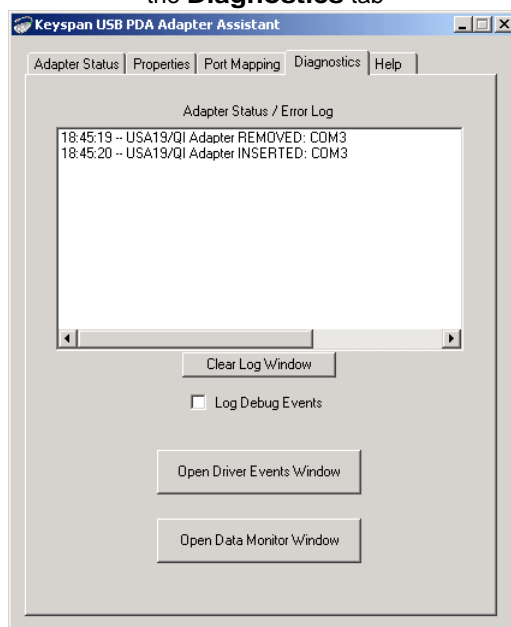 the Diagnostics tab
Keyspan USB PDA Adapter Assistant
Adapter Status Properties Port Mapping Diagnostics Help
Adapter Status / Error Log
18:45:19 -- USA19/QI Adapter REMOVED: COM3
18:45:20 -- USA19/QI Adapter INSERTED: COM3
Clear Log Window
Log Debug Events
Open Driver Events Window
Open Data Monitor Window